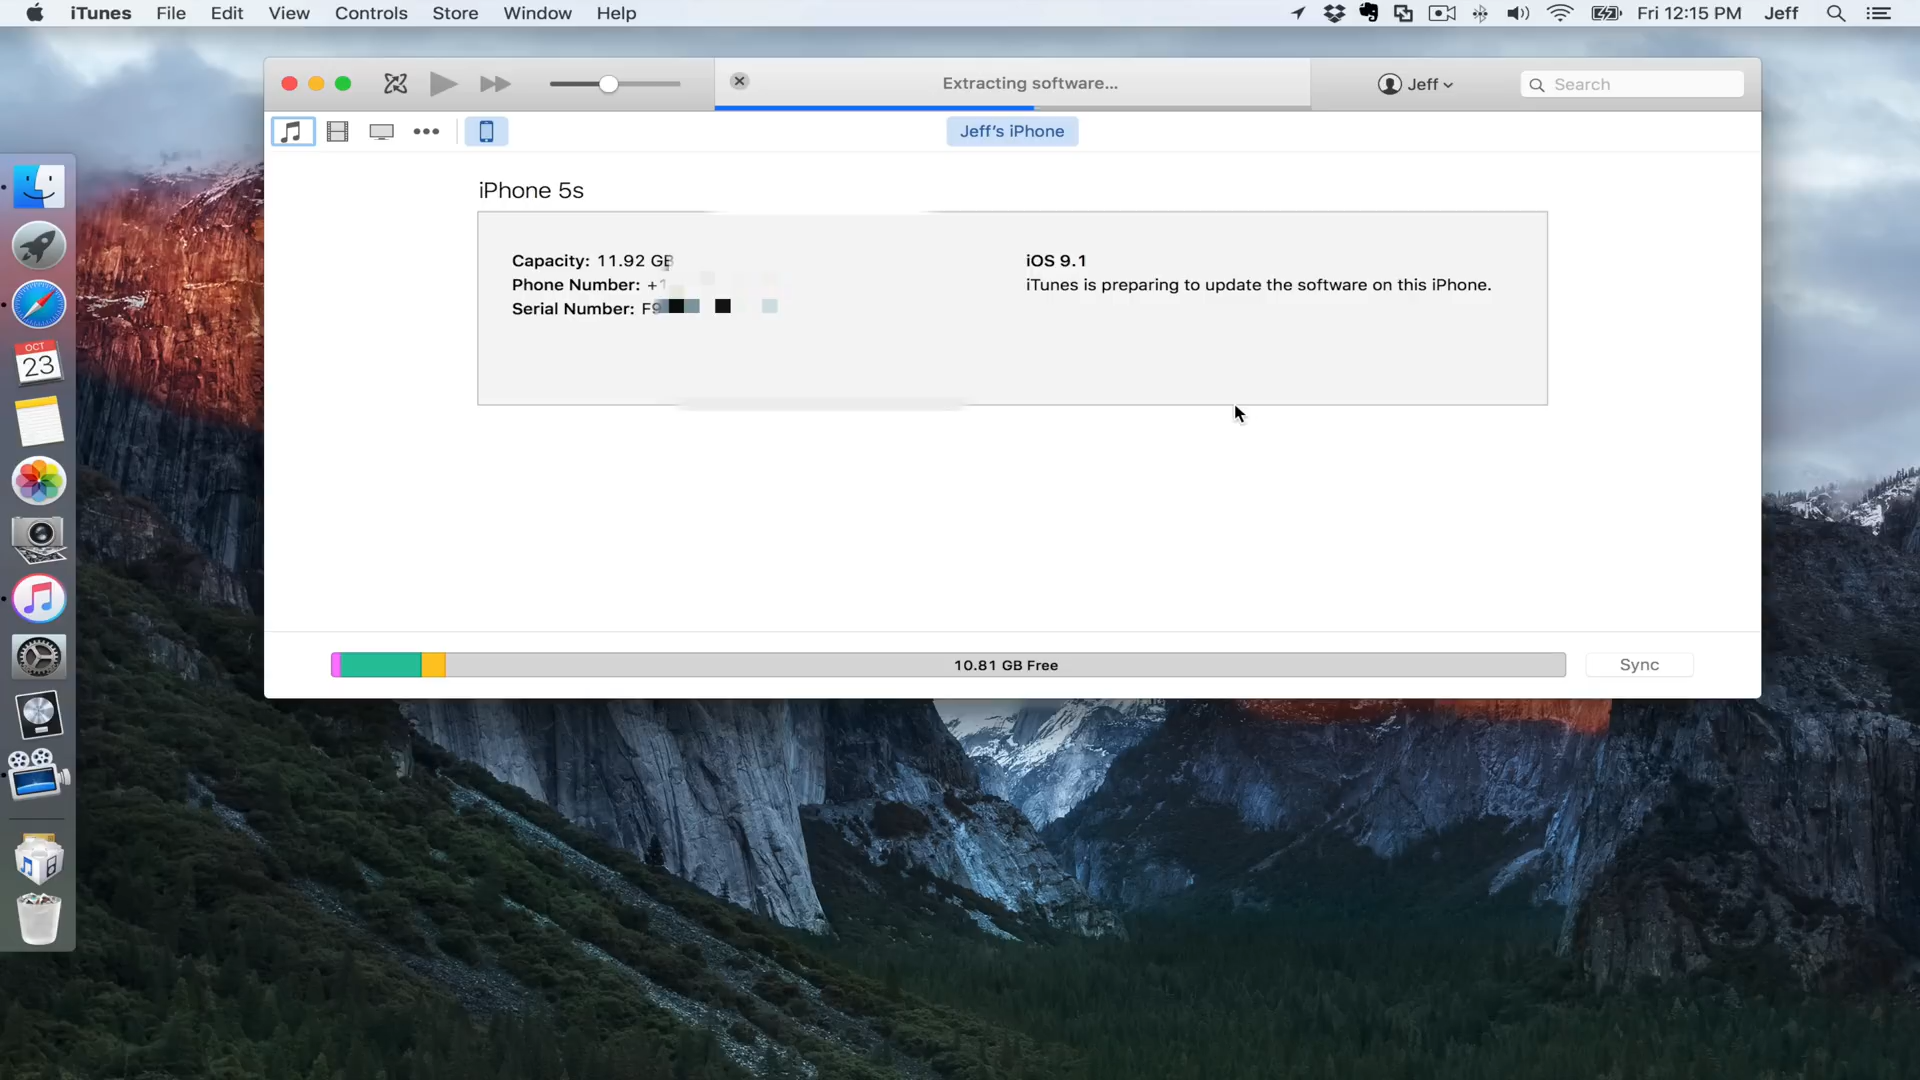 iTunes File Edit View Controls Store Window Help Fri 12:15 PM Jeff
Extracting software...
Jeff
Search
Jeff's iPhone
iPhone 5s
Capacity: 11.92 GB
Phone Number: +1
Serial Number: F9
iOS 9.1
iTunes is preparing to update the software on this iPhone.
OCT
23
10.81 GB Free
Sync